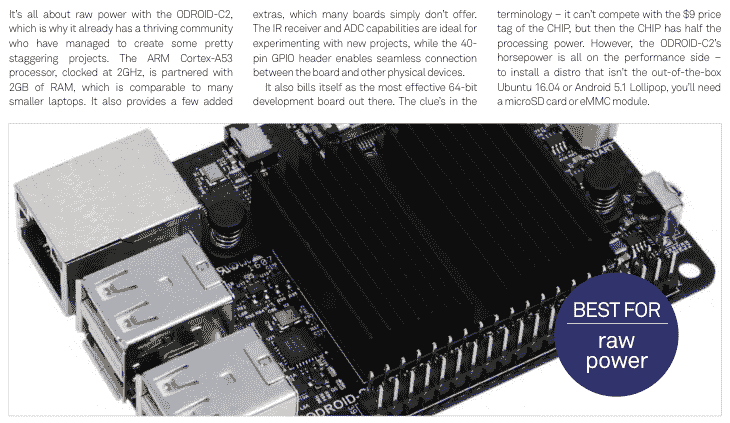 It's all about raw power with the ODROID-C2,
which is why it already has a thriving community
who have managed to create some pretty
staggering projects. The ARM Cortex-A53
processor, clocked at 2GHz, is partnered with
2GB of RAM, which is comparable to many
smaller laptops. It also provides a few added
extras, which many boards simply don't offer.
The IR receiver and ADC capabilities are ideal for
experimenting with new projects, while the 40-
pin GPIO header enables seamless connection
between the board and other physical devices.
It also bills itself as the most effective 64-bit
development board out there. The clue's in the
terminology – it can't compete with the $9 price
tag of the CHIP, but then the CHIP has half the
processing power. However, the ODROID-C2's
horsepower is all on the performance side –
to install a distro that isn't the out-of-the-box
Ubuntu 16.04 or Android 5.1 Lollipop, you'll need
a microSD card or eMMC module.
UART
BEST FOR
raw
power
ODROID-